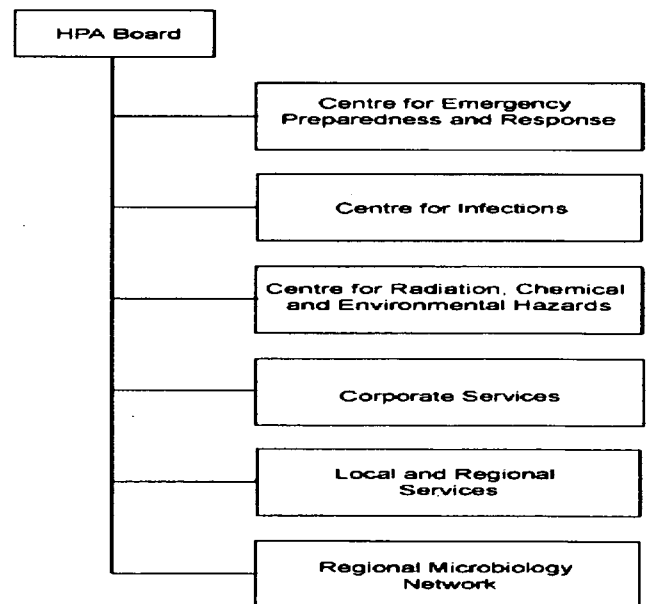 HPA Board
Centre for Emergency
Preparedness and Response
Centre for Infections
Centre for Radiation, Chemical
and Environmental Hazards
Corporate Services
Local and Regional
Services
Regional Microbiology
Network